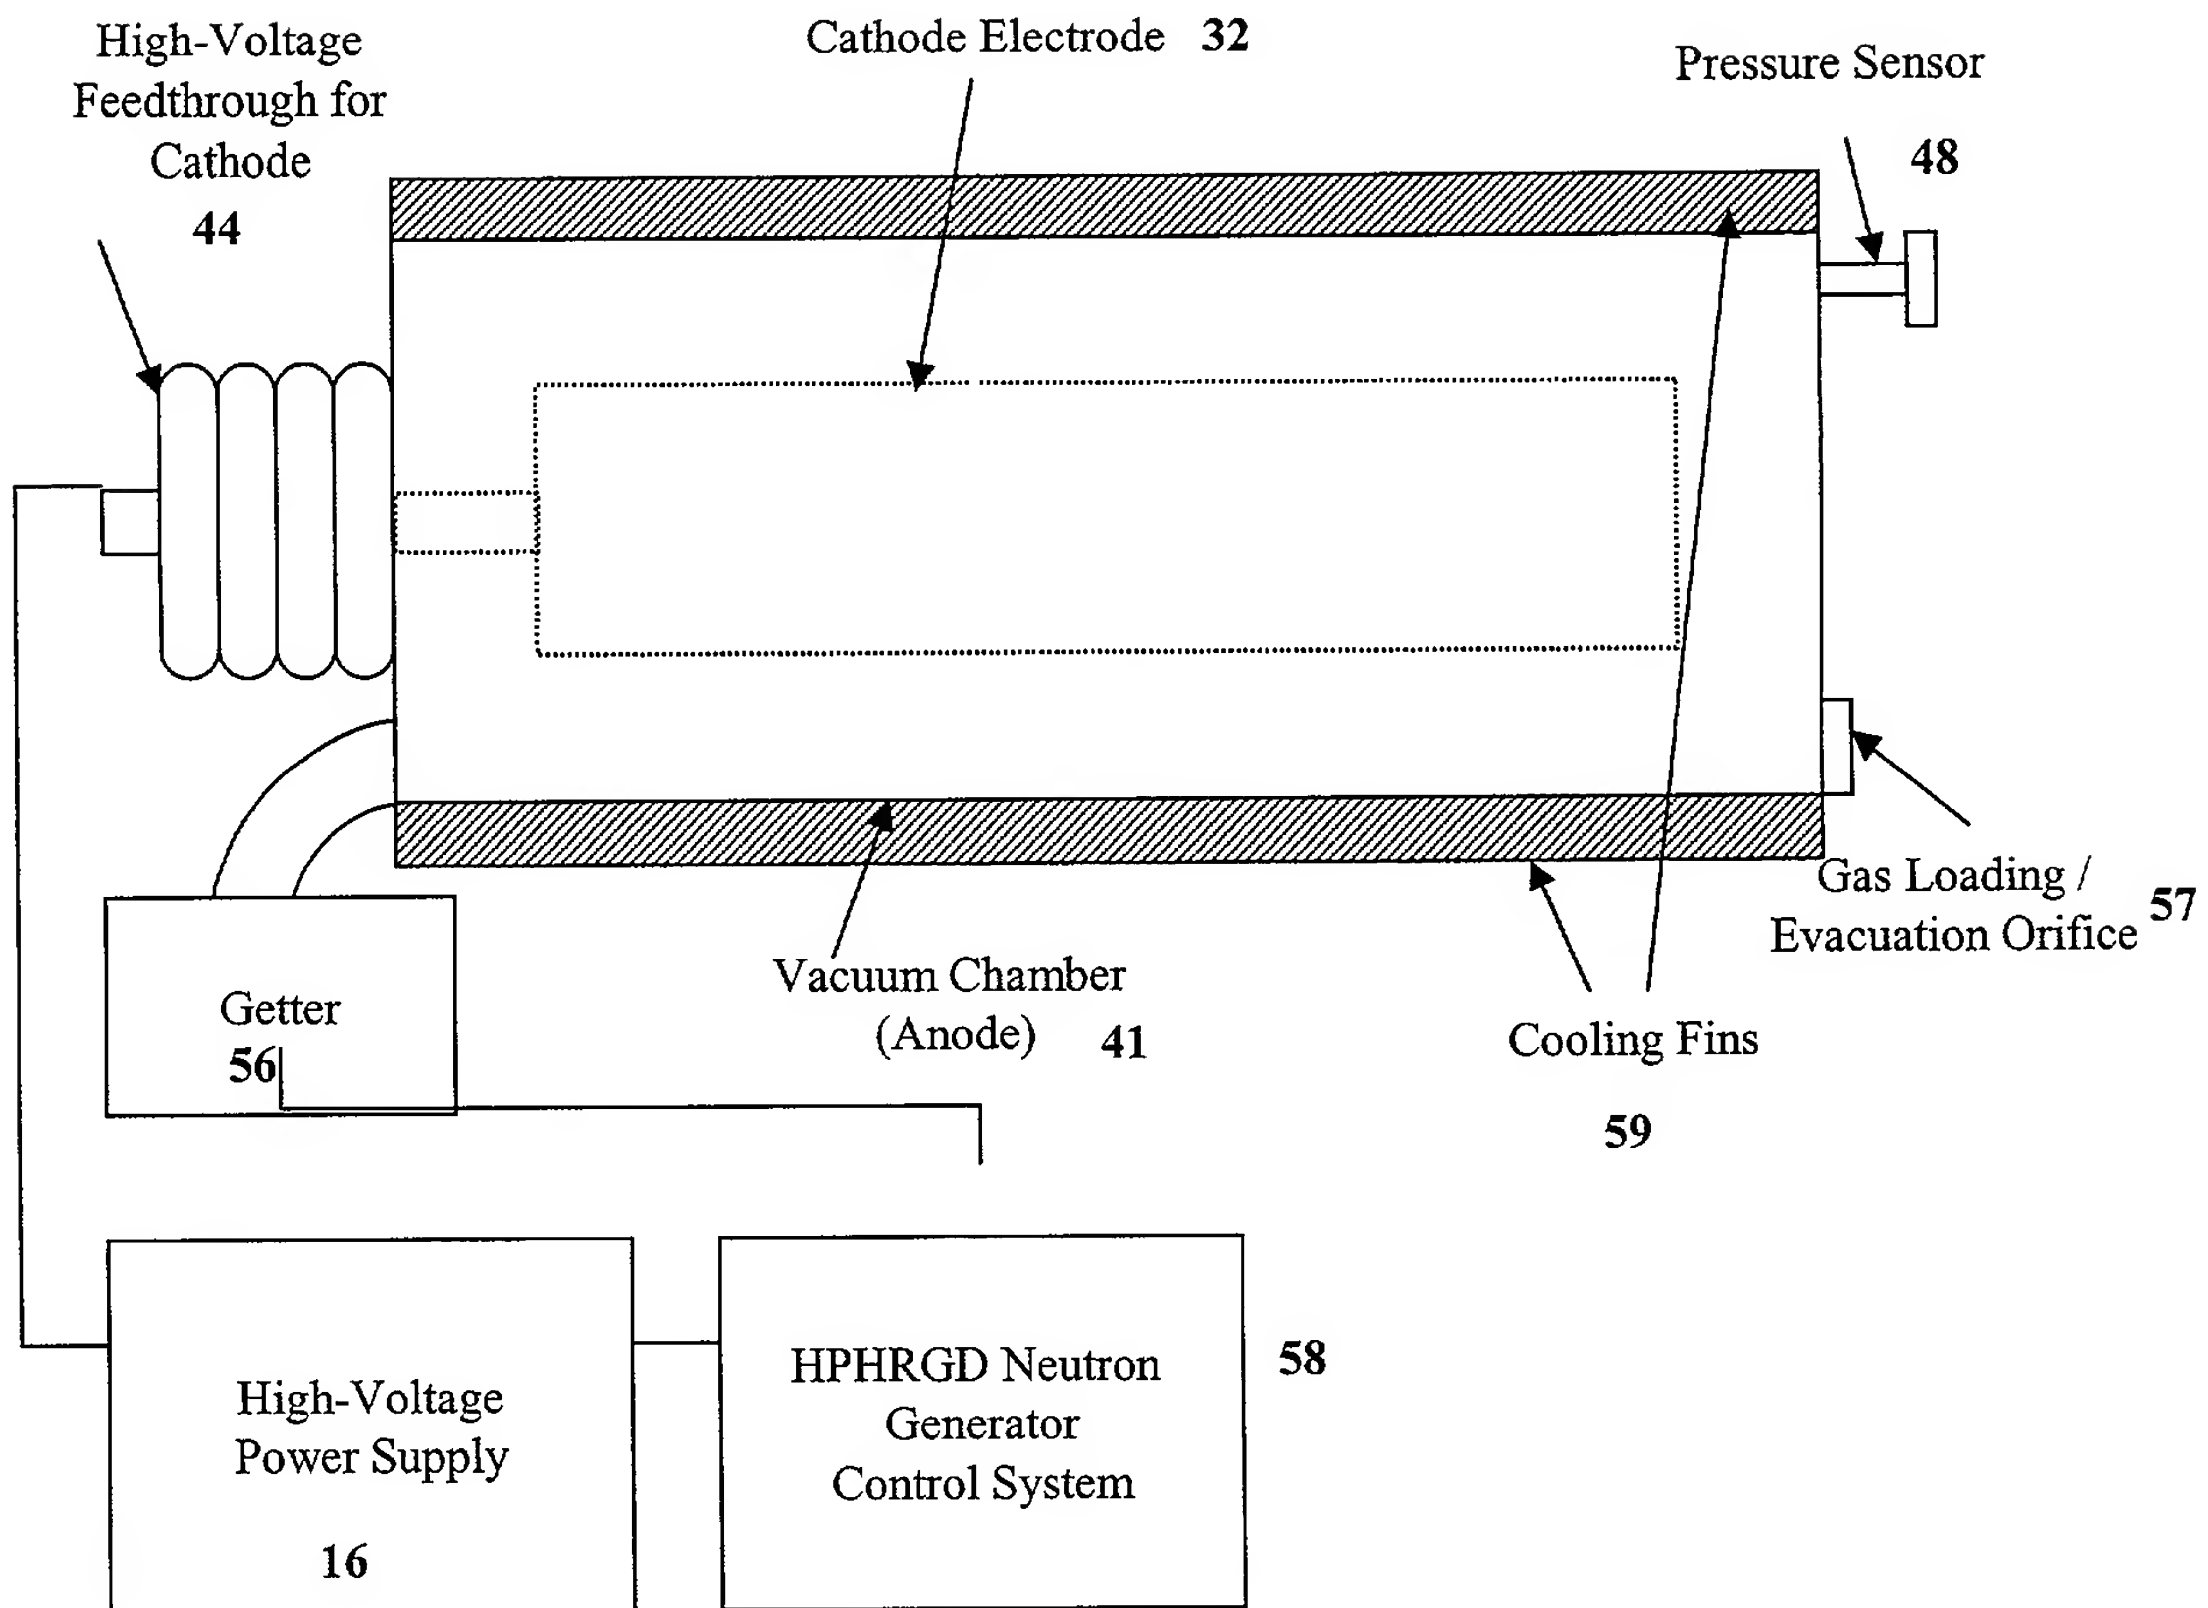 High-Voltage
Feedthrough for
Cathode
44
Cathode Electrode 32
Pressure Sensor
48
Gas Loading /
Evacuation Orifice 57
Vacuum Chamber
(Anode) 41
Cooling Fins
59
Getter
56
High-Voltage
Power Supply
16
HPHRGD Neutron
Generator
Control System
58